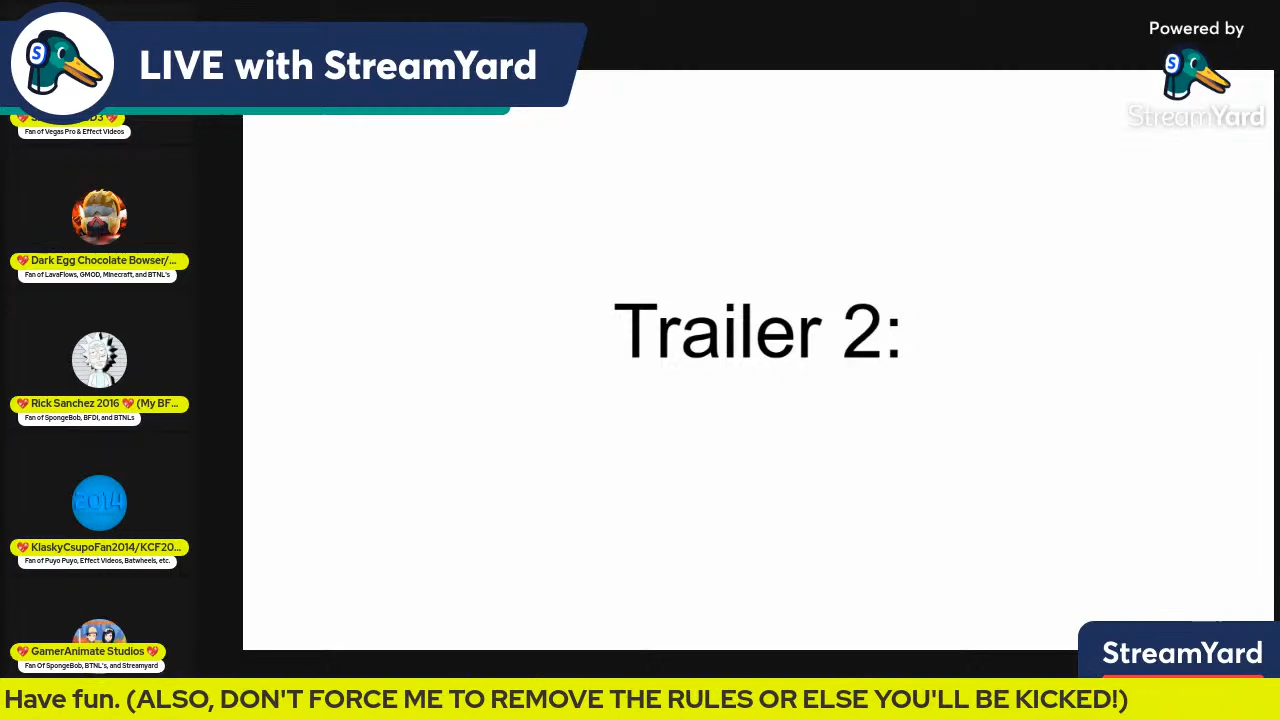 LIVE with StreamYard
Powered by
StreamYard
Fan of Vegas Pro & Effect Videos
Trailer 2:
💖 Dark Egg Chocolate Bowser/...
Fan of LavaFlows, GMOD, Minecraft, and BTNL's
💖 Rick Sanchez 2016 💖 (My BF...
Fan of SpongeBob, BFDI, and BTNLs
2014
💖 KlaskyCsupoFan2014/KCF20...
Fan of Puyo Puyo, Effect Videos, Batwheels, etc.
💖 GamerAnimate Studios 💖
Fan Of SpongeBob, BTNL's, and Streamyard
StreamYard
Have fun. (ALSO, DON'T FORCE ME TO REMOVE THE RULES OR ELSE YOU'LL BE KICKED!)